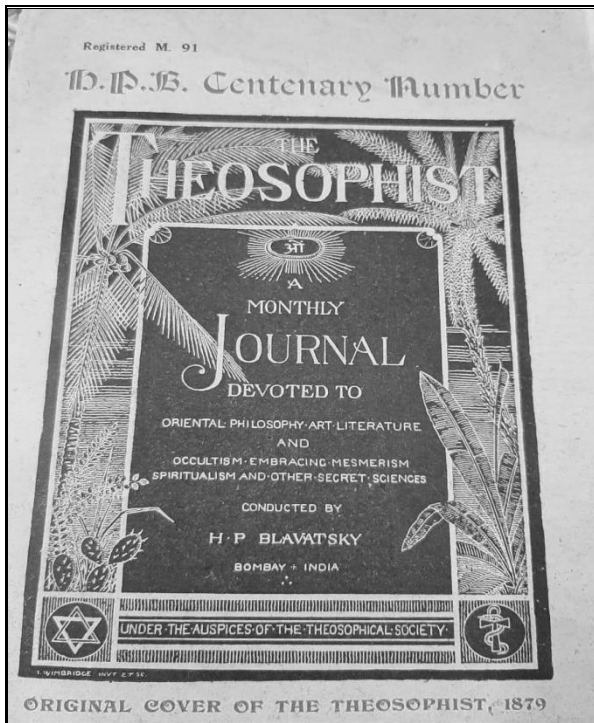 Registered M. 91
H.P.B. Centenary Number
THE
THEOSOPHIST
ओं
A
MONTHLY
JOURNAL
DEVOTED TO
ORIENTAL·PHILOSOPHY·ART·LITERATURE
AND
OCCULTISM·EMBRACING·MESMERISM
SPIRITUALISM·AND·OTHER·SECRET·SCIENCES
CONDUCTED BY
H·P BLAVATSKY
BOMBAY + INDIA
UNDER·THE·AUSPICES·OF·THE·THEOSOPHICAL·SOCIETY·
WIMBRIDGE INVT
ORIGINAL COVER OF THE THEOSOPHIST, 1879